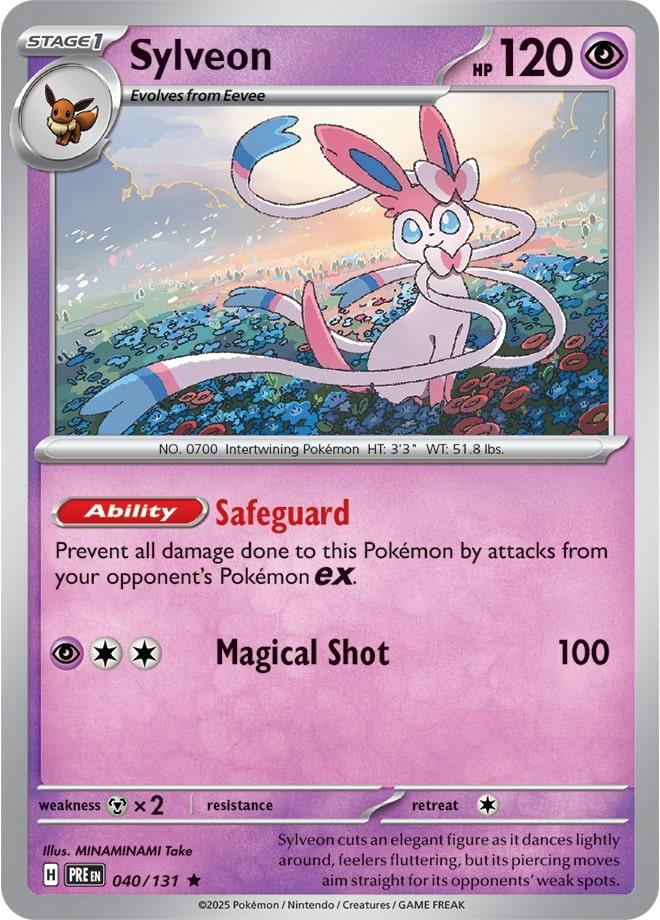 STAGE1
Sylveon
HP 120
Evolves from Eevee
NO. 0700 Intertwining Pokémon HT: 3'3" WT: 51.8 lbs.
Ability Safeguard
Prevent all damage done to this Pokémon by attacks from
your opponent's Pokémon ex.
Magical Shot 100
weakness ×2 resistance retreat
Illus. MINAMINAMI Take
H PRE EN 040/131
Sylveon cuts an elegant figure as it dances lightly
around, feelers fluttering, but its piercing moves
aim straight for its opponents' weak spots.
©2025 Pokémon / Nintendo / Creatures / GAME FREAK